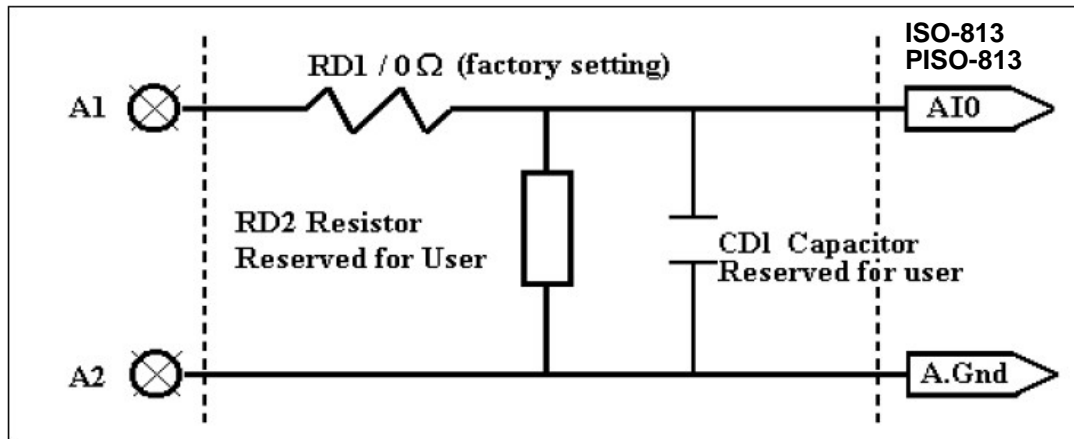 ISO-813
PISO-813
RD1 / 0 Ω (factory setting)
A1
AI0
RD2 Resistor
Reserved for User
CD1 Capacitor
Reserved for user
A2
A.Gnd